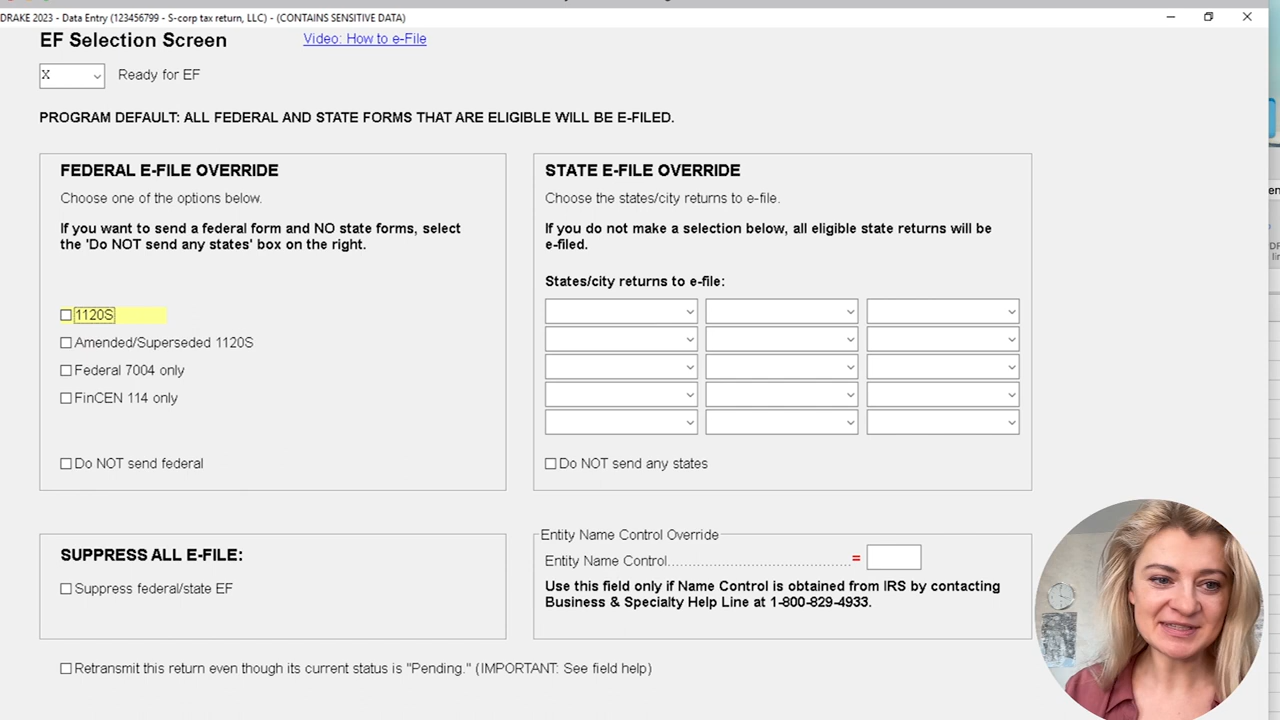 DRAKE 2023 - Data Entry (123456799 - S-corp tax return, LLC) - (CONTAINS SENSITIVE DATA)
EF Selection Screen
Video: How to e-File
X
Ready for EF
PROGRAM DEFAULT: ALL FEDERAL AND STATE FORMS THAT ARE ELIGIBLE WILL BE E-FILED.
FEDERAL E-FILE OVERRIDE
Choose one of the options below.
If you want to send a federal form and NO state forms, select
the 'Do NOT send any states' box on the right.
1120S
Amended/Superseded 1120S
Federal 7004 only
FinCEN 114 only
Do NOT send federal
STATE E-FILE OVERRIDE
Choose the states/city returns to e-file.
If you do not make a selection below, all eligible state returns will be
e-filed.
States/city returns to e-file:
Do NOT send any states
SUPPRESS ALL E-FILE:
Suppress federal/state EF
Entity Name Control Override
Entity Name Control.......................................... =
Use this field only if Name Control is obtained from IRS by contacting
Business & Specialty Help Line at 1-800-829-4933.
Retransmit this return even though its current status is "Pending." (IMPORTANT: See field help)